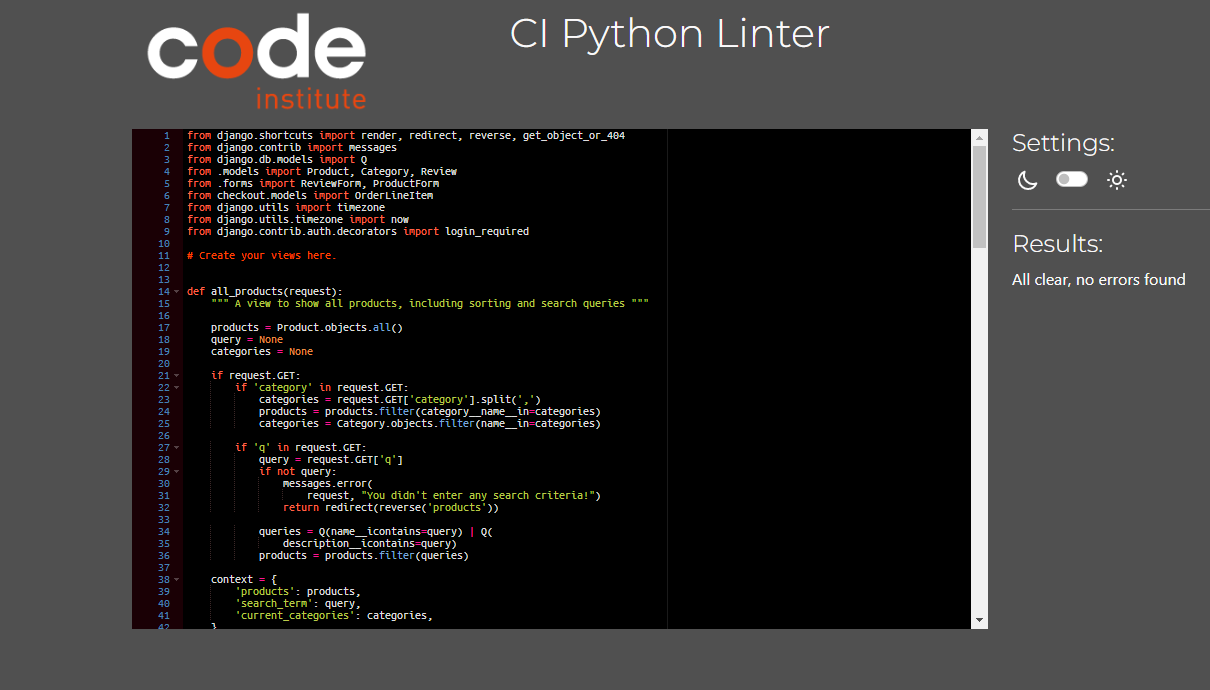 code
institute
CI Python Linter
1 from django.shortcuts import render, redirect, reverse, get_object_or_404
2 from django.contrib import messages
3 from django.db.models import Q
4 from .models import Product, Category, Review
5 from .forms import ReviewForm, ProductForm
6 from checkout.models import OrderLineItem
7 from django.utils import timezone
8 from django.utils.timezone import now
9 from django.contrib.auth.decorators import login_required
10
11 # Create your views here.
12
13
14 def all_products(request):
15     """ A view to show all products, including sorting and search queries """
16
17     products = Product.objects.all()
18     query = None
19     categories = None
20
21     if request.GET:
22         if 'category' in request.GET:
23             categories = request.GET['category'].split(',')
24             products = products.filter(category__name__in=categories)
25             categories = Category.objects.filter(name__in=categories)
26
27         if 'q' in request.GET:
28             query = request.GET['q']
29             if not query:
30                 messages.error(
31                     request, "You didn't enter any search criteria!")
32                 return redirect(reverse('products'))
33
34             queries = Q(name__icontains=query) | Q(
35                 description__icontains=query)
36             products = products.filter(queries)
37
38     context = {
39         'products': products,
40         'search_term': query,
41         'current_categories': categories,
42     }
Settings:
Results:
All clear, no errors found